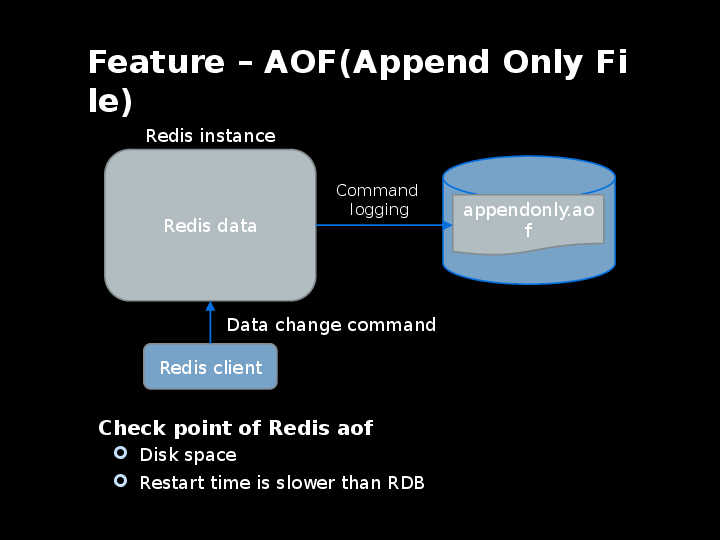 Feature – AOF(Append Only Fi
le)
Redis instance
Command
logging
Redis data
appendonly.ao
f
Data change command
Redis client
Check point of Redis aof
Disk space
Restart time is slower than RDB